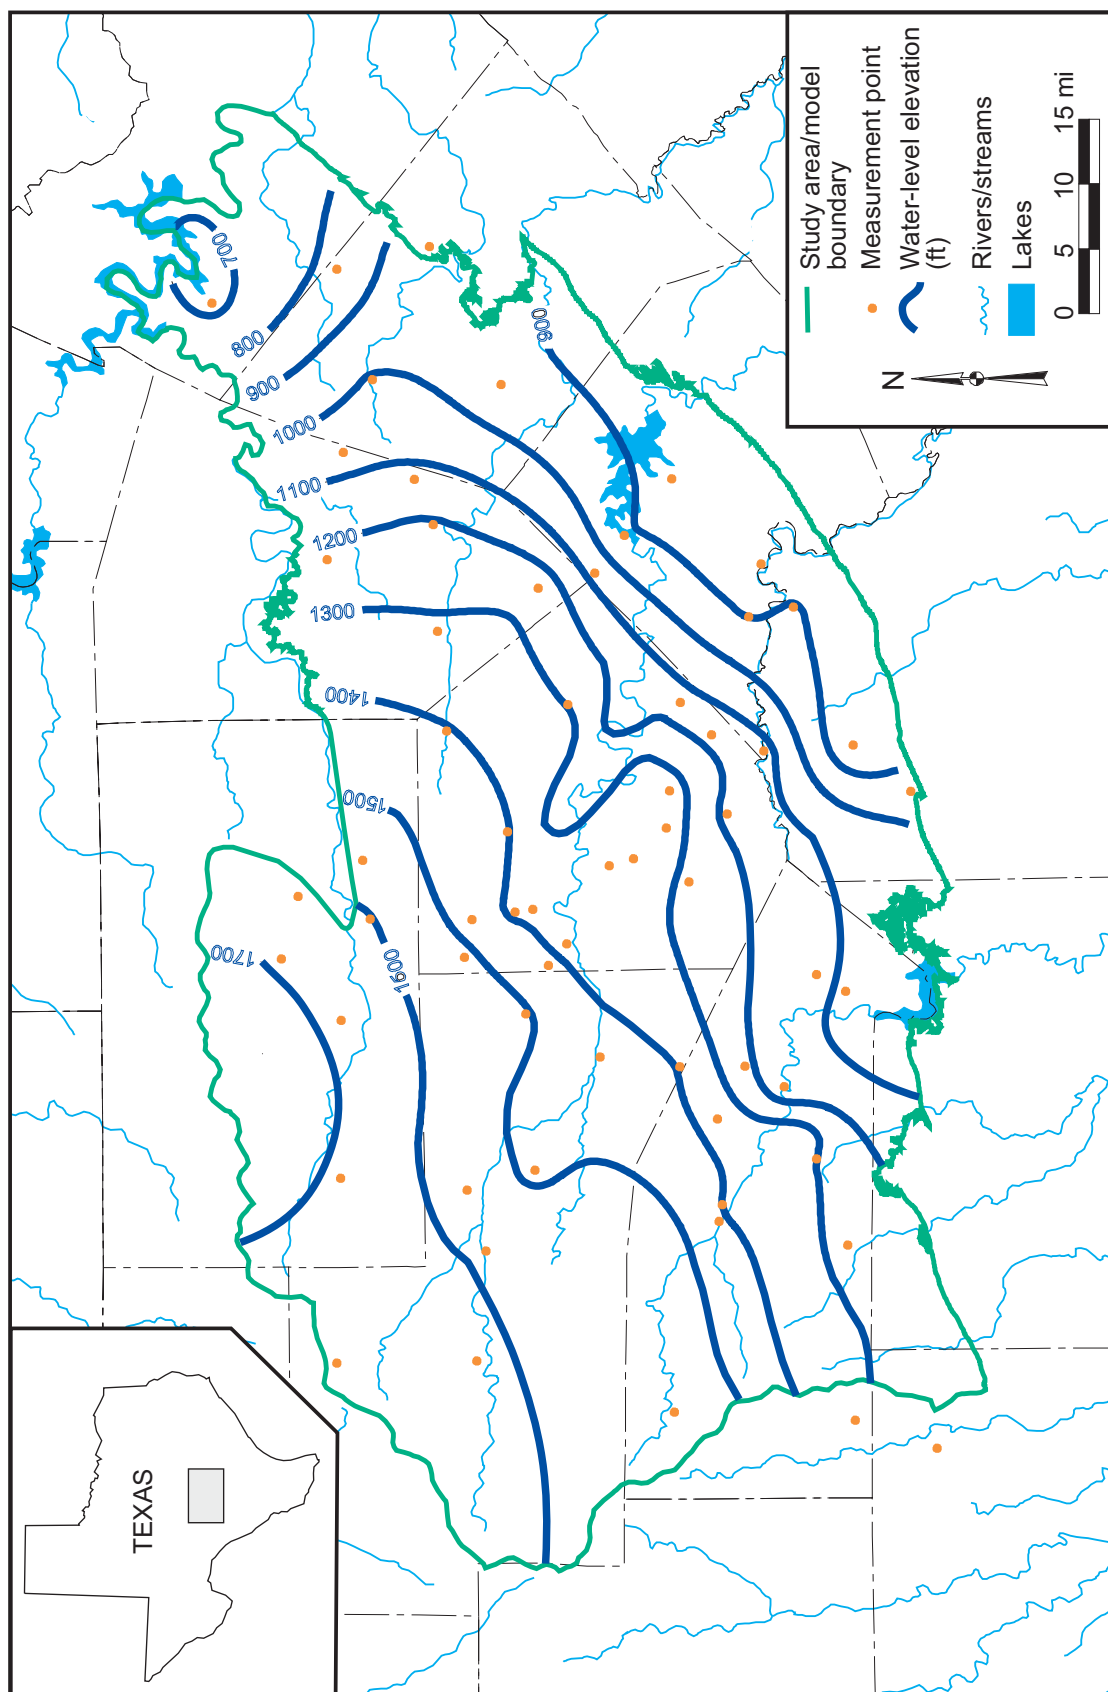 TEXAS
1700
1600
1500
1400
1300
1200
1100
1000
900
800
700
900
Study area/model
boundary
Measurement point
Water-level elevation
(ft)
Rivers/streams
Lakes
N
0 5 10 15 mi